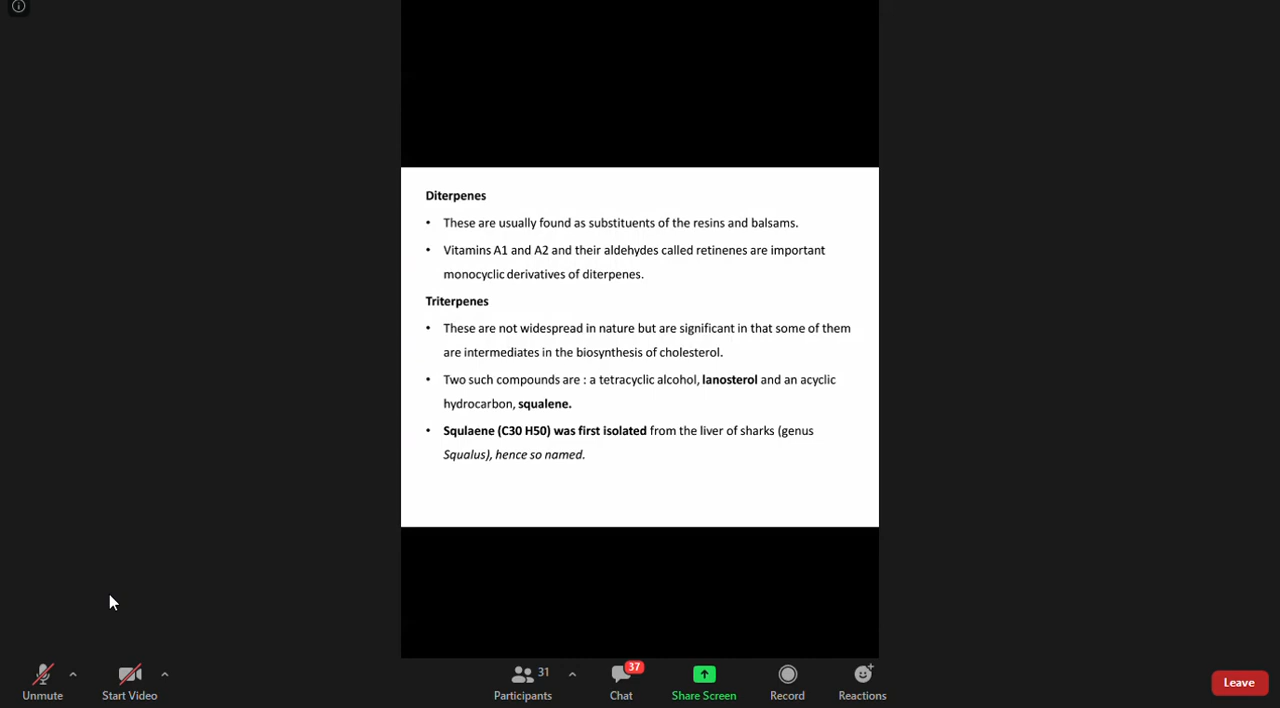 Diterpenes
• These are usually found as substituents of the resins and balsams.
• Vitamins A1 and A2 and their aldehydes called retinenes are important
monocyclic derivatives of diterpenes.
Triterpenes
• These are not widespread in nature but are significant in that some of them
are intermediates in the biosynthesis of cholesterol.
• Two such compounds are : a tetracyclic alcohol, lanosterol and an acyclic
hydrocarbon, squalene.
• Squlaene (C30 H50) was first isolated from the liver of sharks (genus
Squalus), hence so named.
31
37
Unmute
Start Video
Participants
Chat
Share Screen
Record
Reactions
Leave